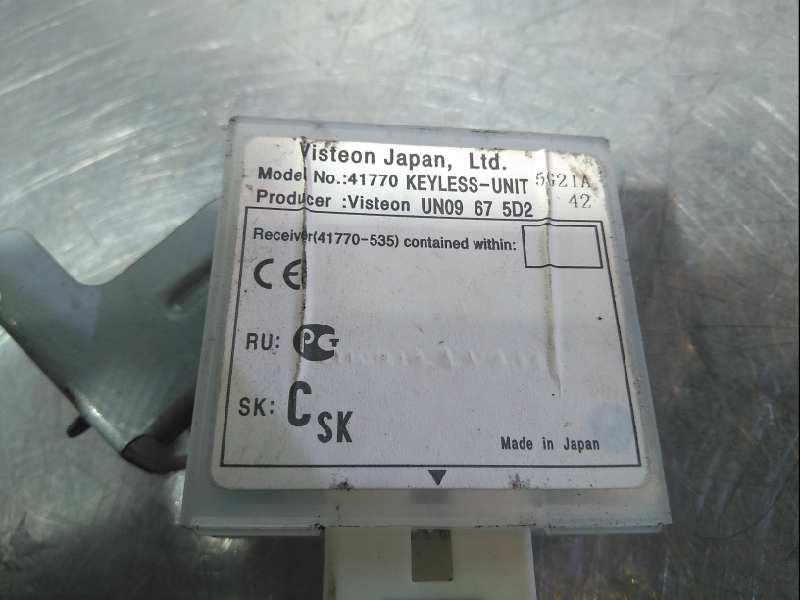 Visteon Japan, Ltd.
Model No.:41770 KEYLESS-UNIT 5G21A
Producer :Visteon UN09 67 5D2 42
Receiver(41770-535) contained within:
CE
RU: PG
SK: CSK
Made in Japan